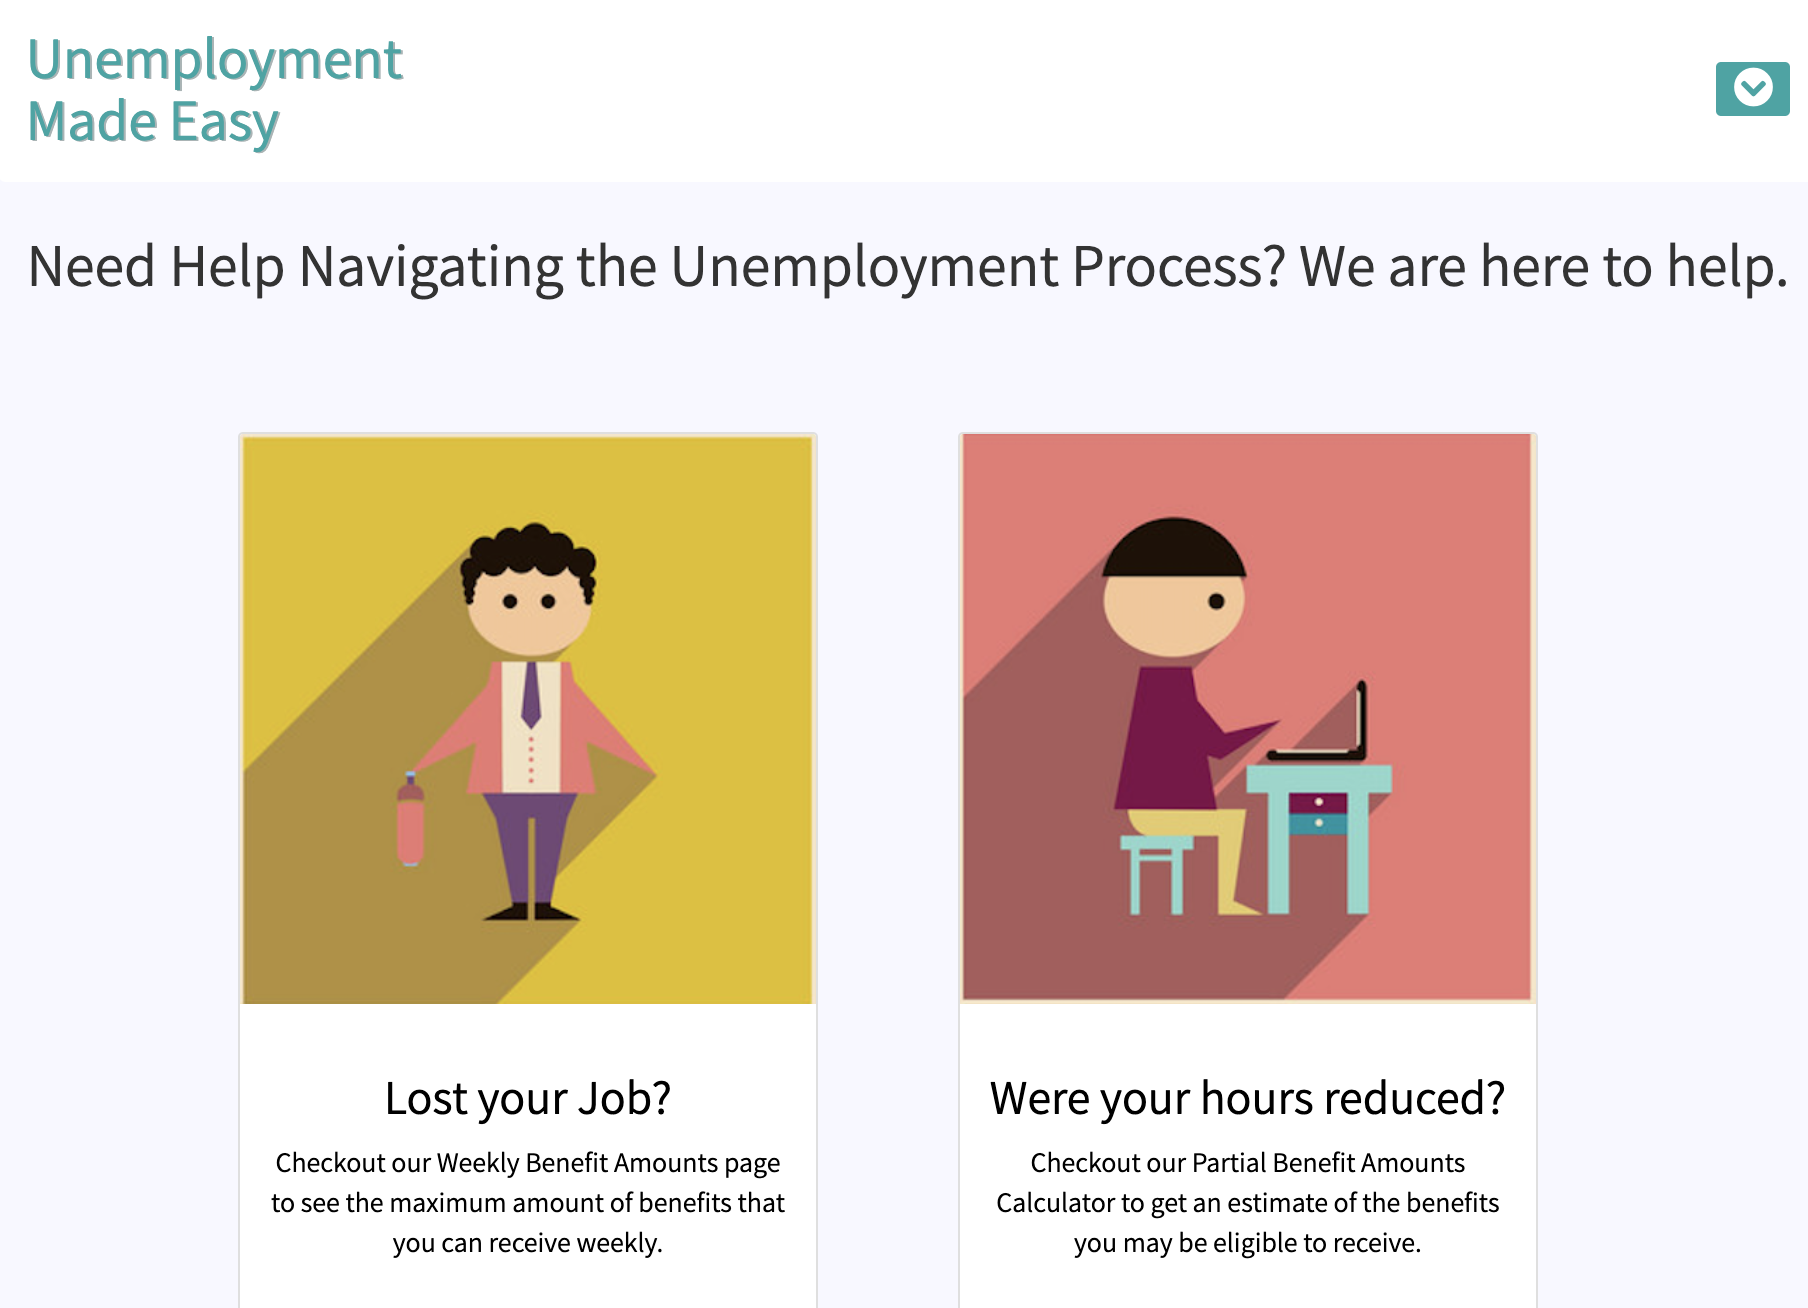 Unemployment
Made Easy
Need Help Navigating the Unemployment Process? We are here to help.
Lost your Job?
Checkout our Weekly Benefit Amounts page
to see the maximum amount of benefits that
you can receive weekly.
Were your hours reduced?
Checkout our Partial Benefit Amounts
Calculator to get an estimate of the benefits
you may be eligible to receive.